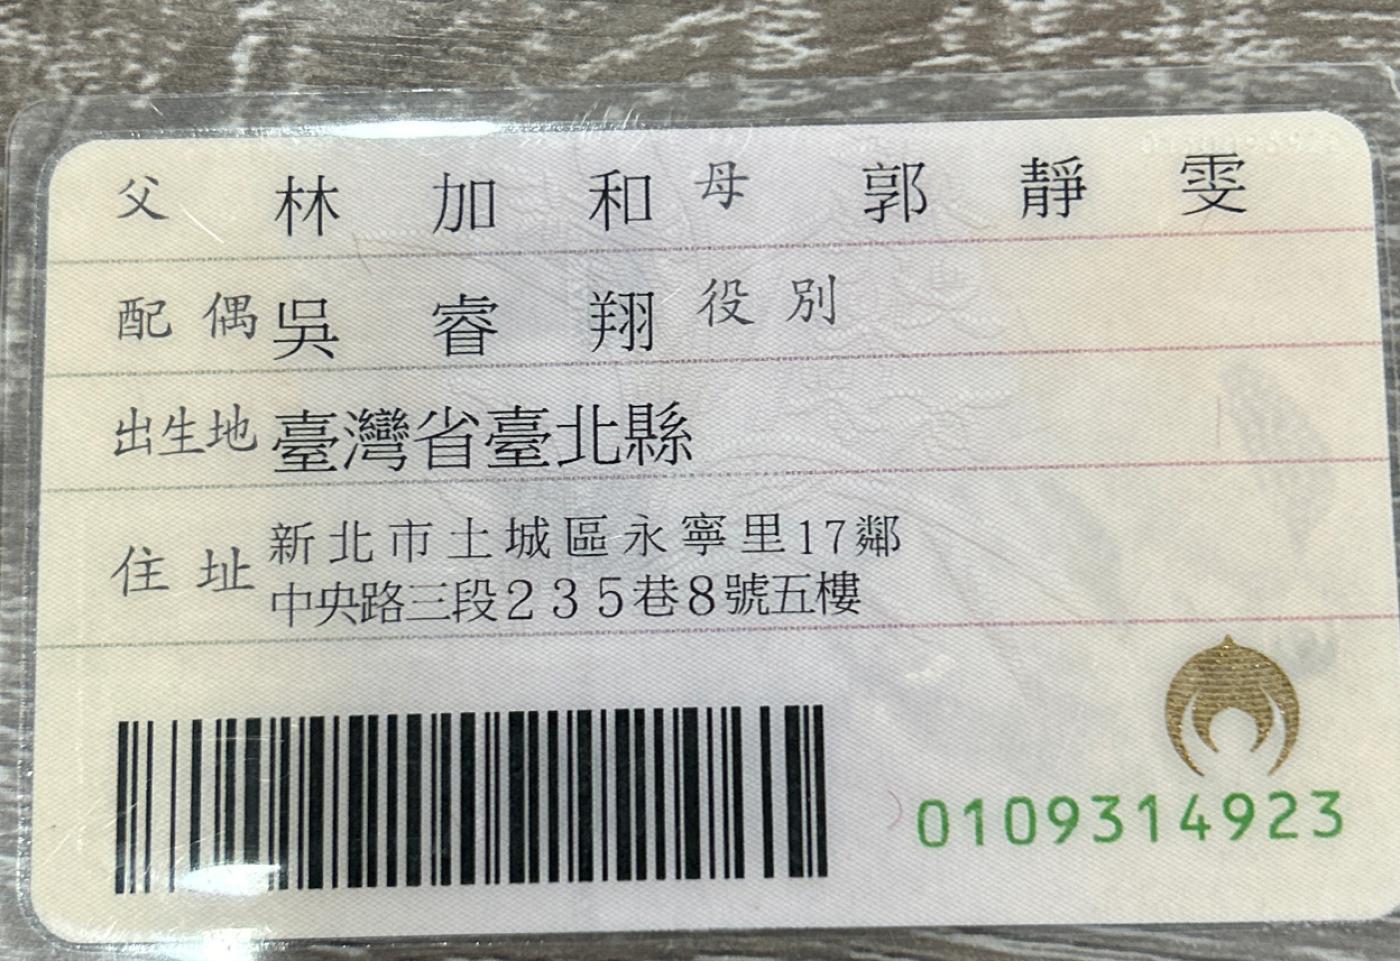 父 林加和 母 郭靜雯
配偶 吳睿翔 役別
出生地 臺灣省臺北縣
住址 新北市土城區永寧里17鄰
中央路三段235巷8號五樓
0109314923